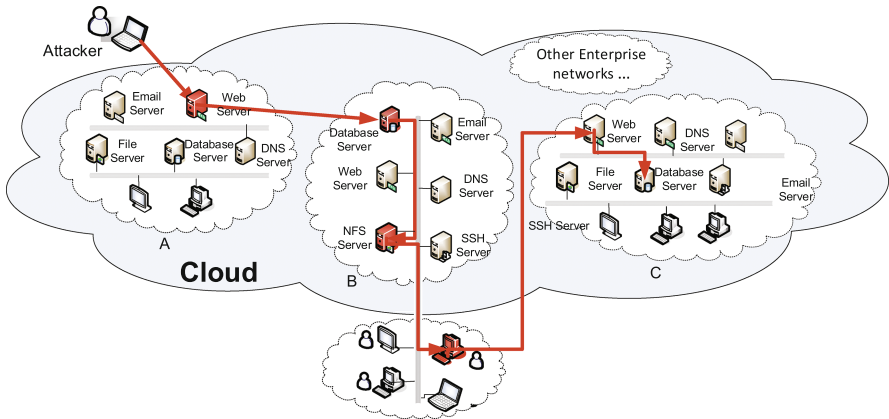 Attacker
Email
Server
Web
Server
File
Server
Database
Server
DNS
Server
A
Cloud
Database
Server
Email
Server
Web
Server
DNS
Server
NFS
Server
SSH
Server
B
Other Enterprise
networks ...
Web
Server
DNS
Server
File
Server
Database
Server
Email
Server
SSH Server
C